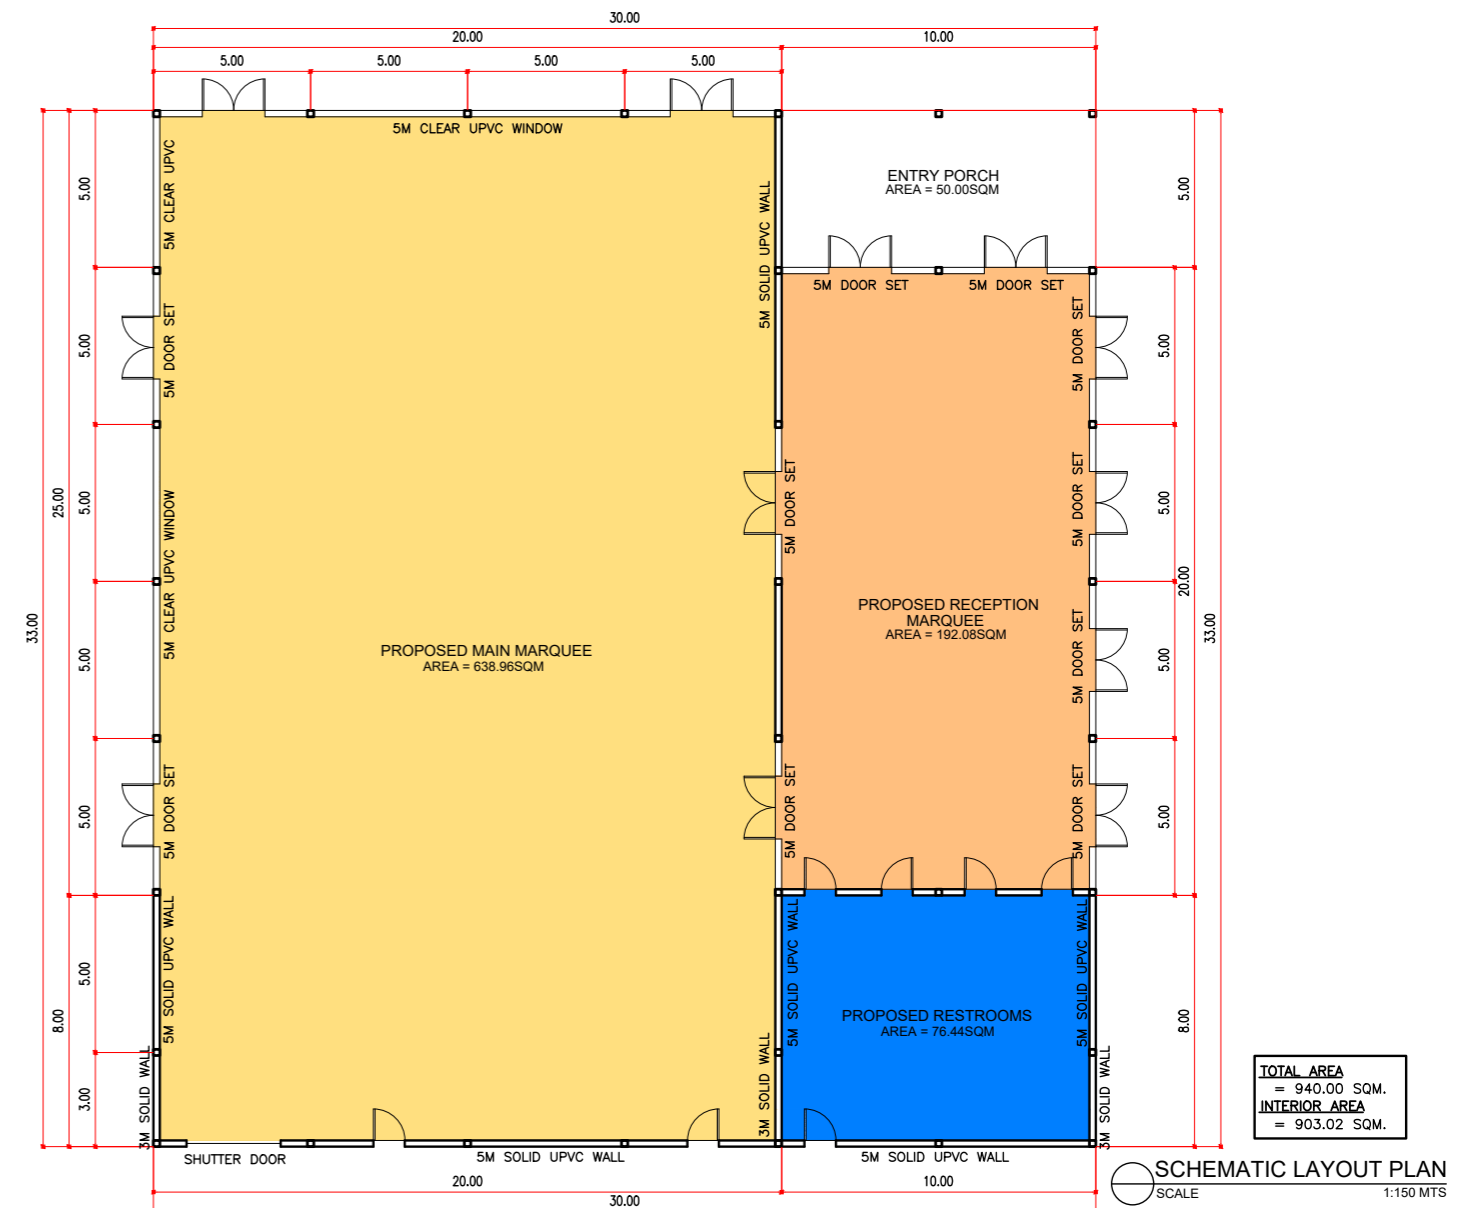 30.00
20.00
10.00
5.00
5.00
5.00
5.00
5M CLEAR UPVC WINDOW
5M CLEAR UPVC
5.00
5M SOLID UPVC WALL
ENTRY PORCH
AREA = 50.00SQM
5.00
5M DOOR SET
5M DOOR SET
5.00
5M DOOR SET
5M DOOR SET
5.00
25.00
5.00
5M CLEAR UPVC WINDOW
5M DOOR SET
5M DOOR SET
5.00
20.00
33.00
33.00
5.00
PROPOSED MAIN MARQUEE
AREA = 638.96SQM
PROPOSED RECEPTION
MARQUEE
AREA = 192.08SQM
5M DOOR SET
5.00
5.00
5M DOOR SET
5M DOOR SET
5M DOOR SET
5.00
8.00
5.00
5M SOLID UPVC WALL
5M SOLID UPVC WALL
PROPOSED RESTROOMS
AREA = 76.44SQM
5M SOLID UPVC WALL
8.00
3.00
3M SOLID WALL
3M SOLID WALL
3M SOLID WALL
SHUTTER DOOR
5M SOLID UPVC WALL
5M SOLID UPVC WALL
20.00
10.00
30.00
TOTAL AREA
= 940.00 SQM.
INTERIOR AREA
= 903.02 SQM.
SCHEMATIC LAYOUT PLAN
SCALE
1:150 MTS